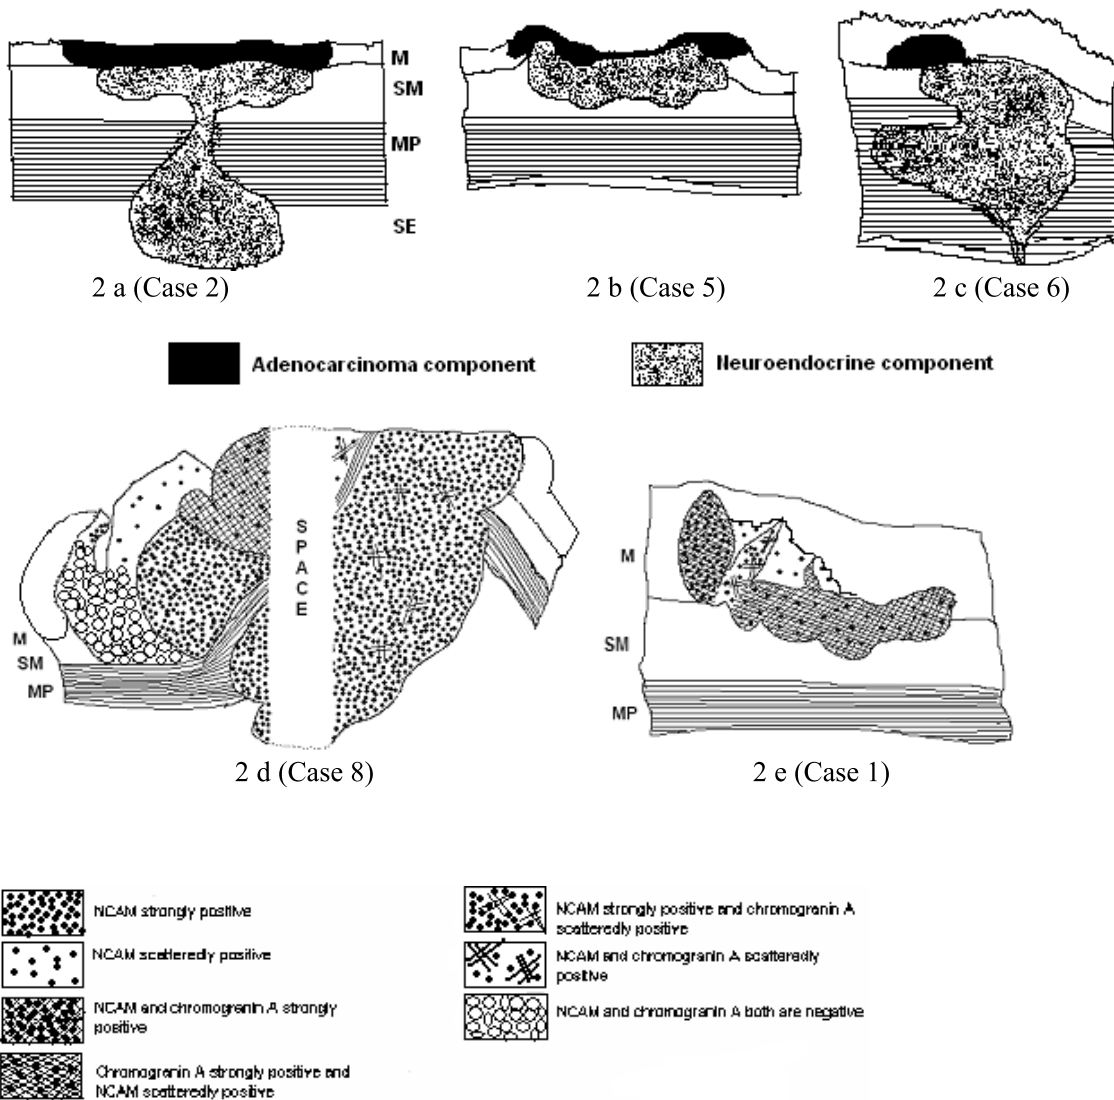 M
SM
MP
SE
2 a (Case 2)
2 b (Case 5)
2 c (Case 6)
Adenocarcinoma component
Neuroendocrine component
S
P
A
C
E
M
SM
MP
M
SM
MP
2 d (Case 8)
2 e (Case 1)
NCAM strongly positive
NCAM scatteredly positive
NCAM and chromogranin A strongly
positive
Chromogranin A strongly positive and
NCAM scatteredly positive
NCAM strongly positive and chromogranin A
scatteredly positive
NCAM and chromogranin A scatteredly
positive
NCAM and chromogranin A both are negative